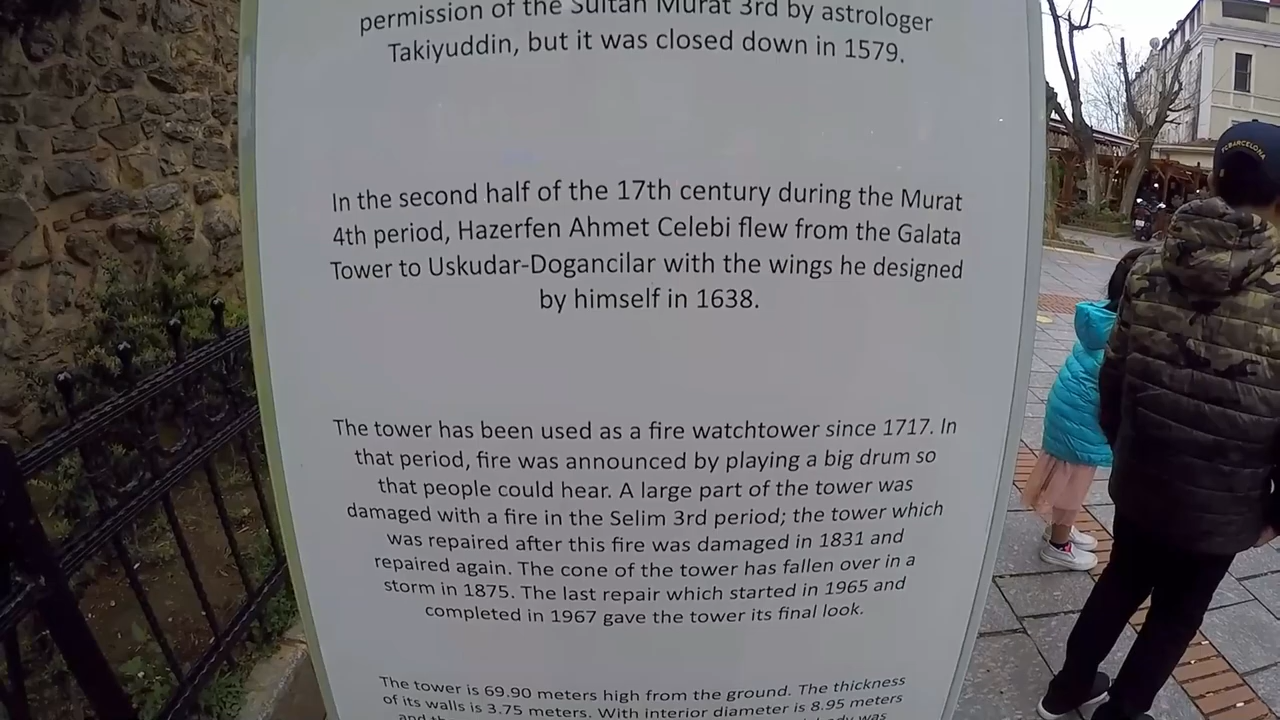 permission of the Sultan Murat 3rd by astrologer
Takiyuddin, but it was closed down in 1579.
In the second half of the 17th century during the Murat
4th period, Hazerfen Ahmet Celebi flew from the Galata
Tower to Uskudar-Dogancilar with the wings he designed
by himself in 1638.
The tower has been used as a fire watchtower since 1717. In
that period, fire was announced by playing a big drum so
that people could hear. A large part of the tower was
damaged with a fire in the Selim 3rd period; the tower which
was repaired after this fire was damaged in 1831 and
repaired again. The cone of the tower has fallen over in a
storm in 1875. The last repair which started in 1965 and
completed in 1967 gave the tower its final look.
The tower is 69.90 meters high from the ground. The thickness
of its walls is 3.75 meters. With interior diameter is 8.95 meters
and
was
FC BARCELONA